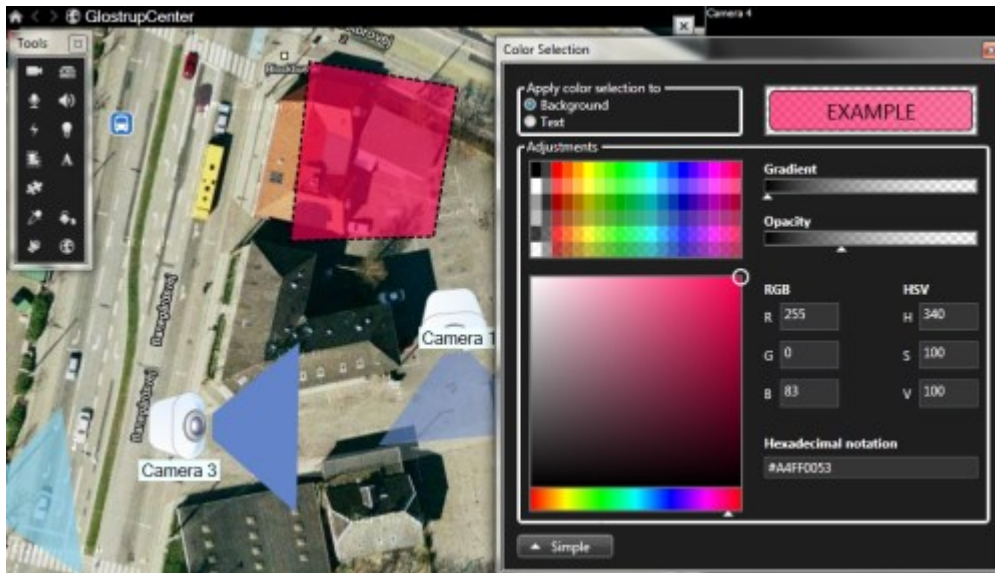 GlostrupCenter
Camera 4
Tools
A
Camera 1
Camera 3
Color Selection
Apply color selection to
Background
Text
EXAMPLE
Adjustments
Gradient
Opacity
RGB
HSV
R 255
H 340
G 0
S 100
B 83
V 100
Hexadecimal notation
#A4FF0053
Simple